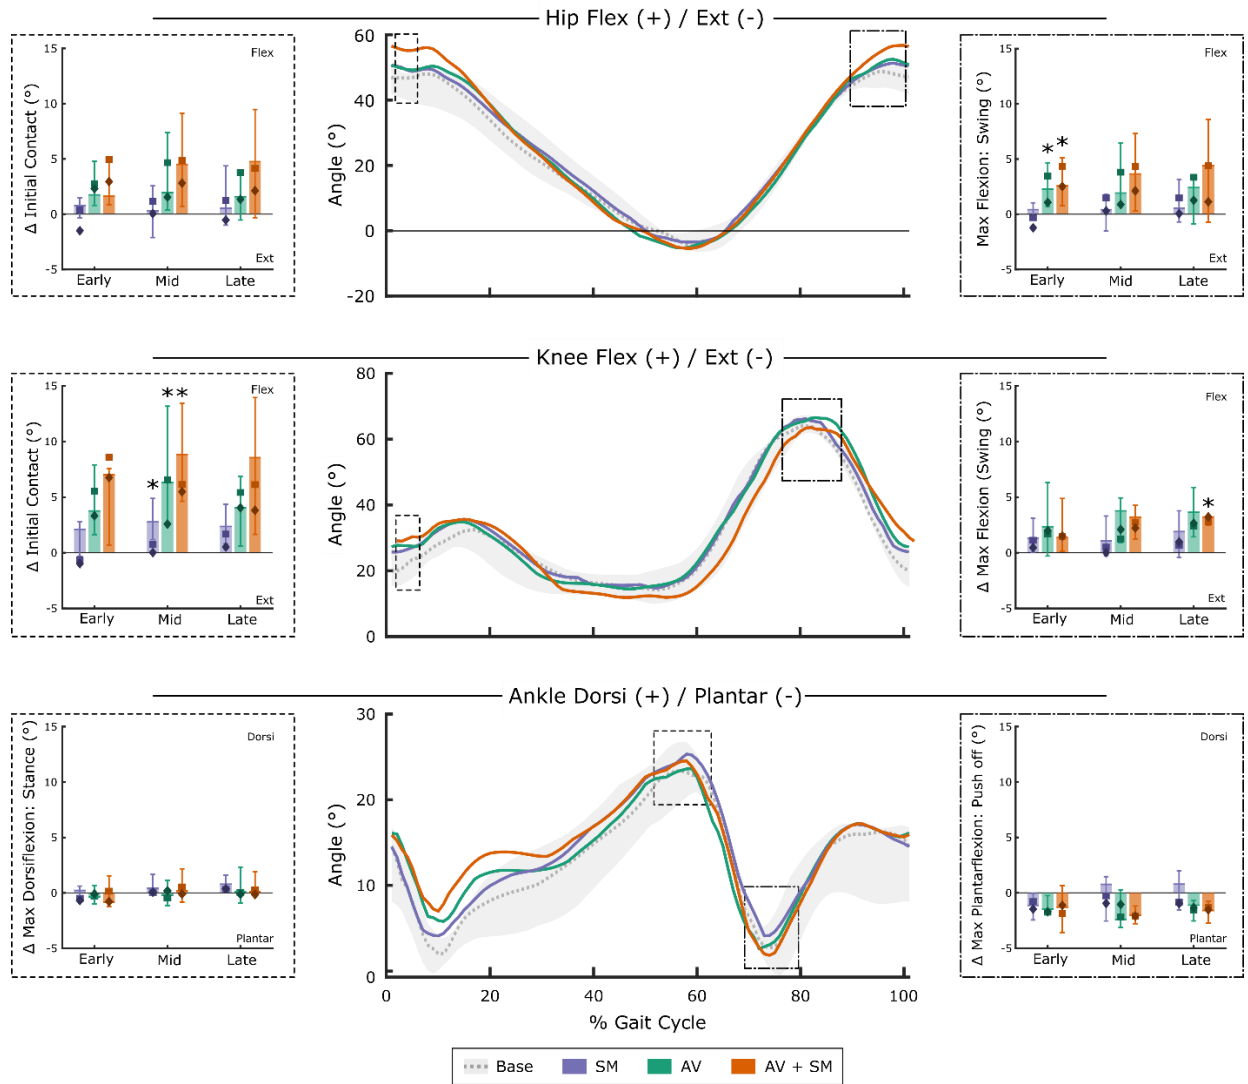 Hip Flex (+) / Ext (-)
Δ Initial Contact (°)
15
10
5
0
-5
Flex
Ext
Early
Mid
Late
Angle (°)
60
40
20
0
-20
Max Flexion: Swing (°)
15
10
5
0
-5
Flex
* *
Ext
Early
Mid
Late
Knee Flex (+) / Ext (-)
Δ Initial Contact (°)
15
10
5
0
-5
Flex
* * *
Ext
Early
Mid
Late
Angle (°)
80
60
40
20
0
Δ Max Flexion (Swing (°)
15
10
5
0
-5
Flex
*
Ext
Early
Mid
Late
Ankle Dorsi (+) / Plantar (-)
Δ Max Dorsiflexion: Stance (°)
15
10
5
0
-5
Dorsi
Plantar
Early
Mid
Late
Angle (°)
30
20
10
0
0 20 40 60 80 100
% Gait Cycle
Δ Max Plantarflexion: Push off (°)
15
10
5
0
-5
Dorsi
Plantar
Early
Mid
Late
Base SM AV AV + SM